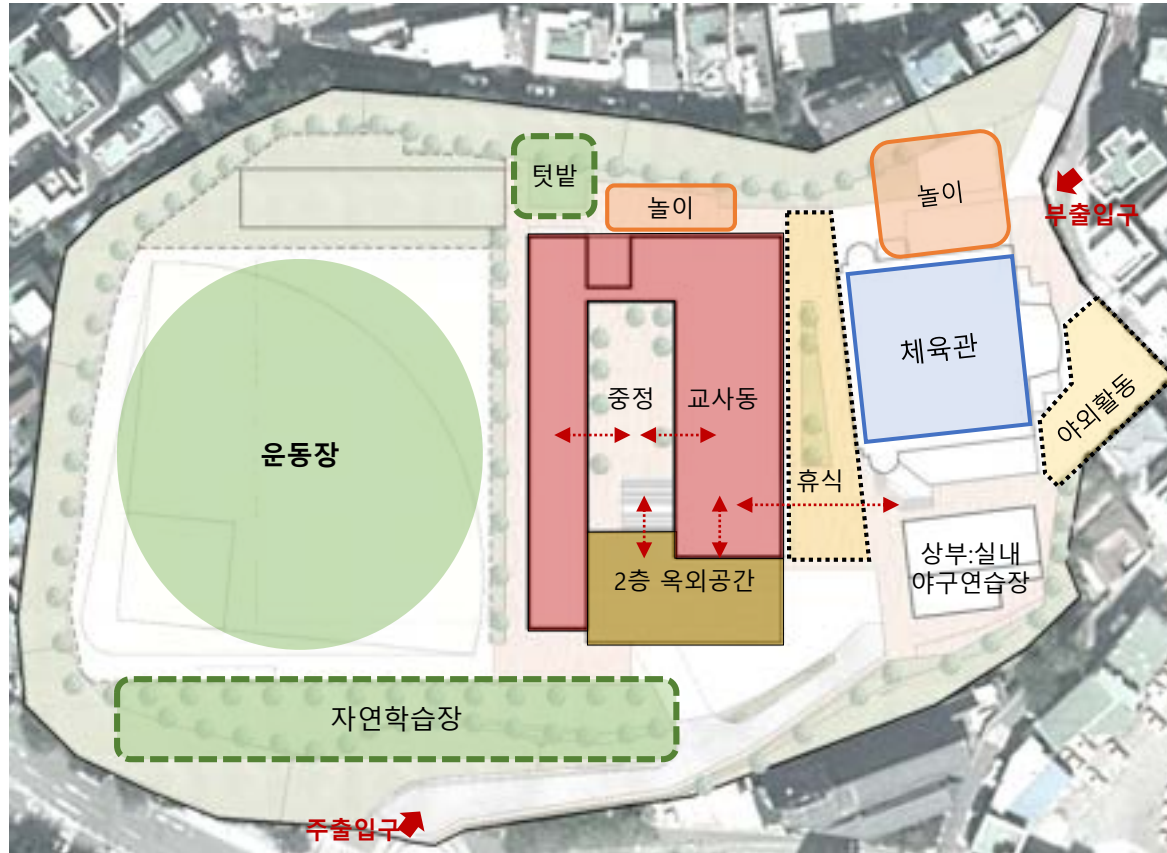 텃밭
놀이
놀이
부출입구
체육관
중정
교사동
야외활동
운동장
휴식
상부:실내
야구연습장
2층 옥외공간
자연학습장
주출입구